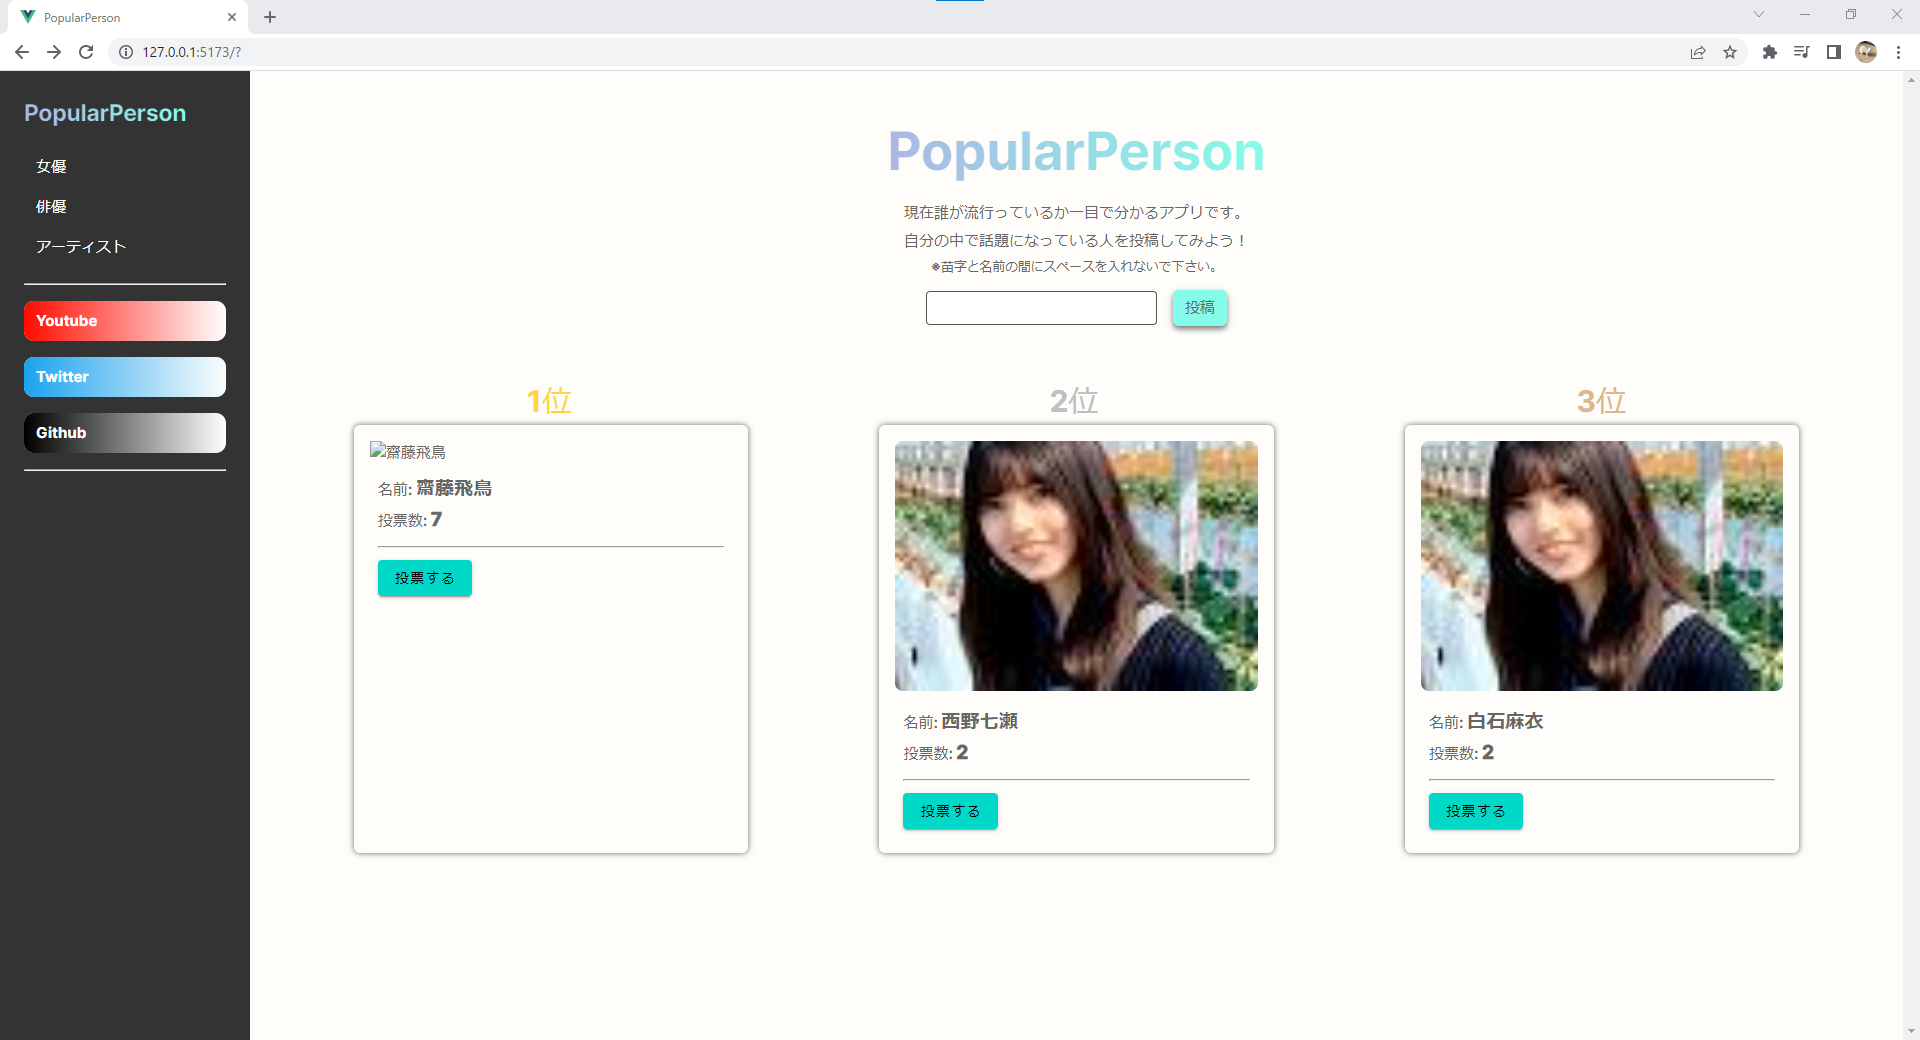 PopularPerson
127.0.0.1:5173/?
PopularPerson
女優
俳優
アーティスト
Youtube
Twitter
Github
PopularPerson
現在誰が流行っているか一目で分かるアプリです。
自分の中で話題になっている人を投稿してみよう！
※苗字と名前の間にスペースを入れないで下さい。
投稿
1位
齋藤飛鳥
名前: 齋藤飛鳥
投票数: 7
投票する
2位
名前: 西野七瀬
投票数: 2
投票する
3位
名前: 白石麻衣
投票数: 2
投票する